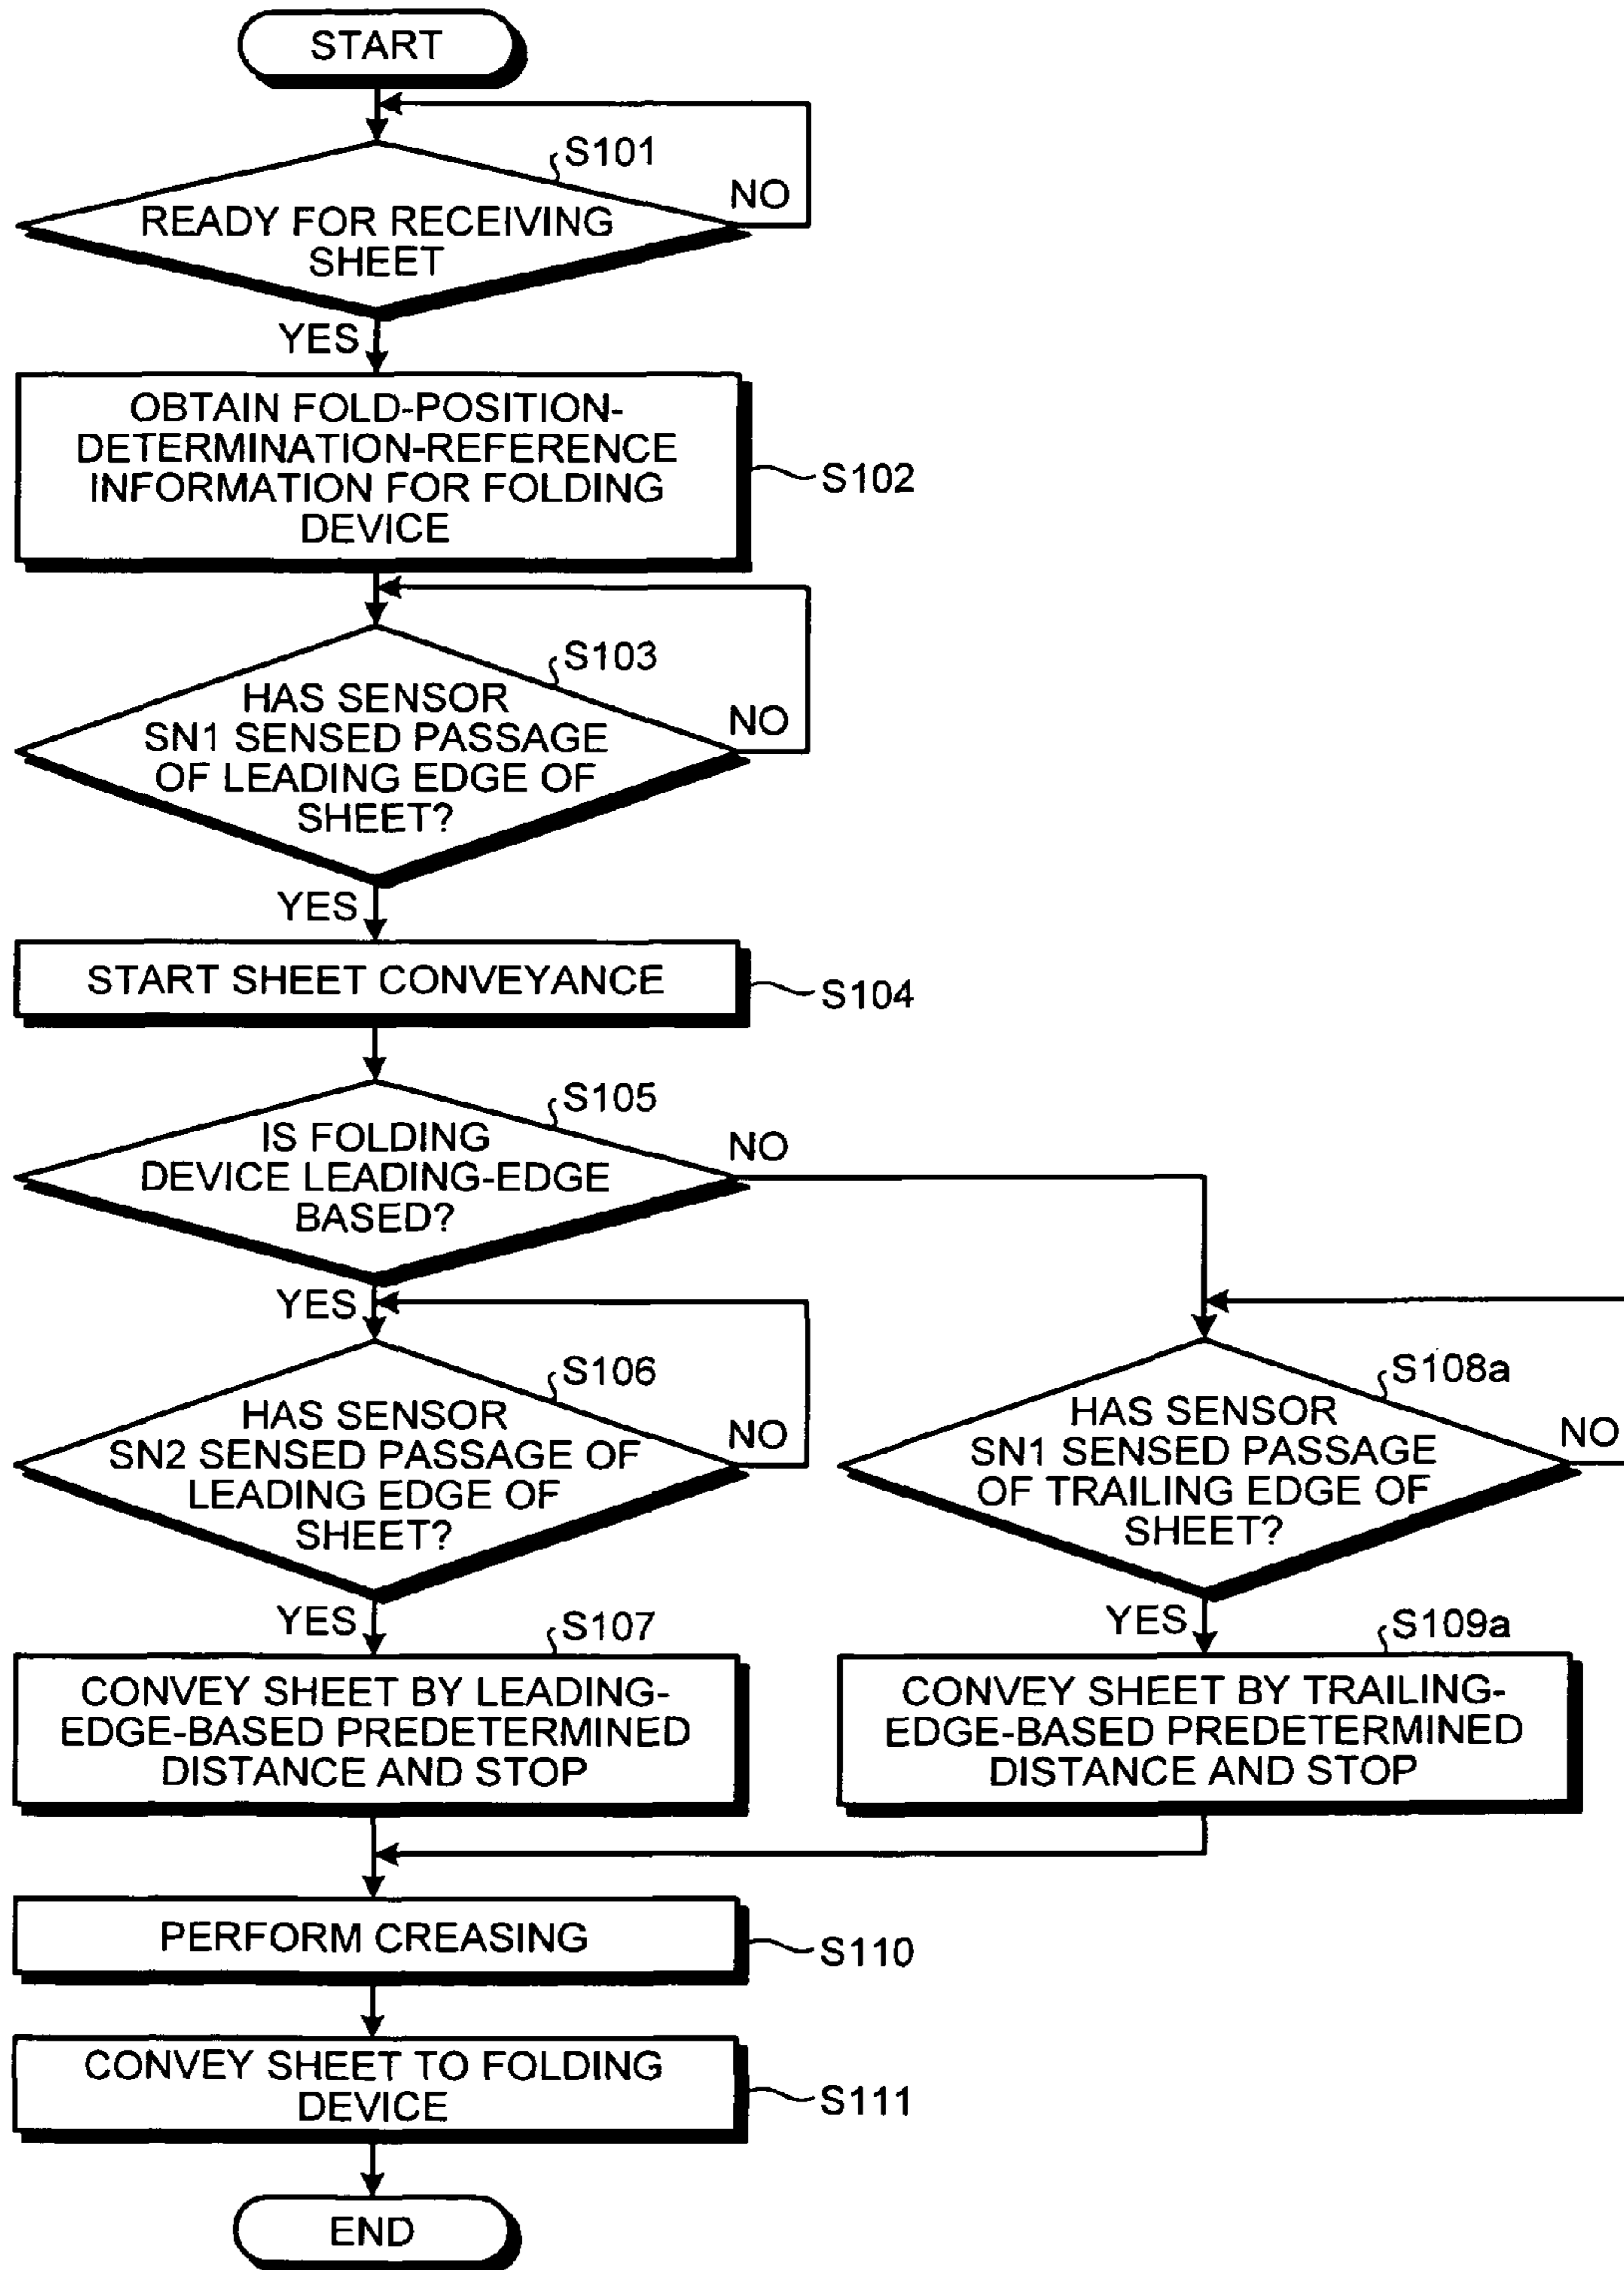 START
S101
READY FOR RECEIVING
SHEET
NO
YES
OBTAIN FOLD-POSITION-
DETERMINATION-REFERENCE
INFORMATION FOR FOLDING
DEVICE
S102
S103
HAS SENSOR
SN1 SENSED PASSAGE
OF LEADING EDGE OF
SHEET?
NO
YES
START SHEET CONVEYANCE
S104
S105
IS FOLDING
DEVICE LEADING-EDGE
BASED?
NO
YES
S106
HAS SENSOR
SN2 SENSED PASSAGE OF
LEADING EDGE OF
SHEET?
NO
YES
S107
CONVEY SHEET BY LEADING-
EDGE-BASED PREDETERMINED
DISTANCE AND STOP
S108a
HAS SENSOR
SN1 SENSED PASSAGE
OF TRAILING EDGE OF
SHEET?
NO
YES
S109a
CONVEY SHEET BY TRAILING-
EDGE-BASED PREDETERMINED
DISTANCE AND STOP
PERFORM CREASING
S110
CONVEY SHEET TO FOLDING
DEVICE
S111
END